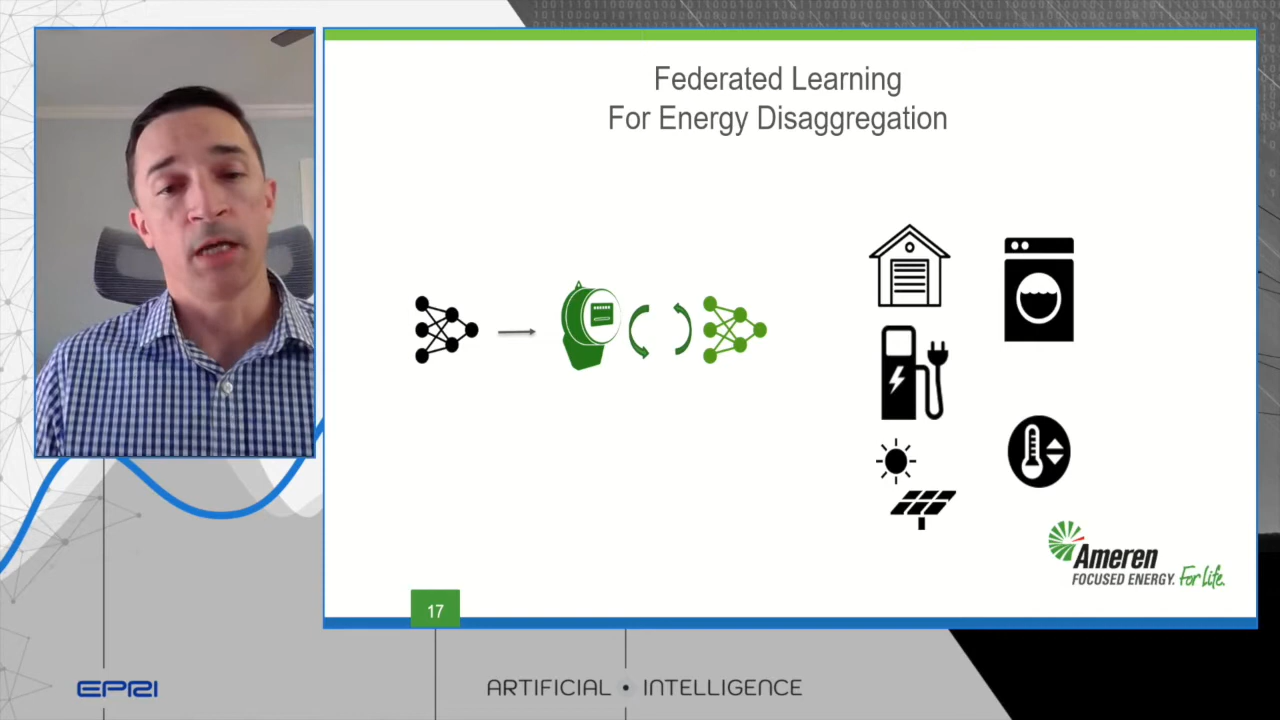 Federated Learning
For Energy Disaggregation
Ameren
FOCUSED ENERGY. For Life.
17
EPRI
ARTIFICIAL • INTELLIGENCE